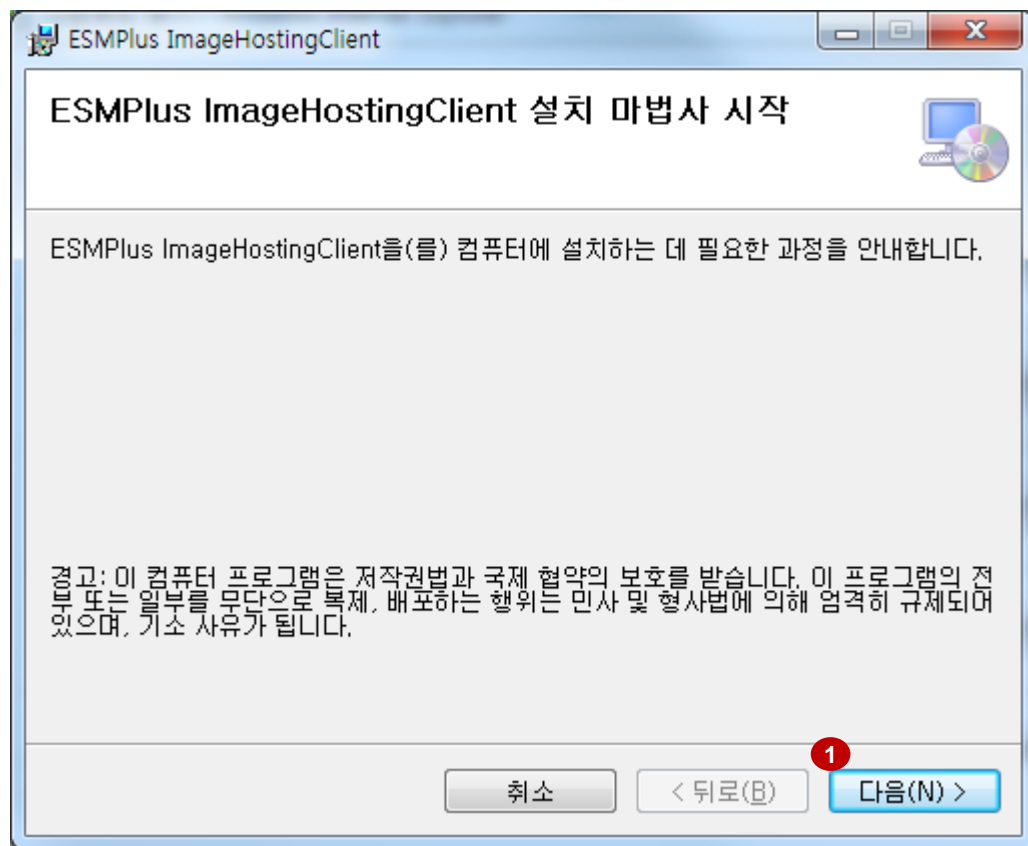 ESMPlus ImageHostingClient
ESMPlus ImageHostingClient 설치 마법사 시작
ESMPlus ImageHostingClient을(를) 컴퓨터에 설치하는 데 필요한 과정을 안내합니다.
경고: 이 컴퓨터 프로그램은 저작권법과 국제 협약의 보호를 받습니다. 이 프로그램의 전
부 또는 일부를 무단으로 복제, 배포하는 행위는 민사 및 형사법에 의해 엄격히 규제되어
있으며, 기소 사유가 됩니다.
1
취소
< 뒤로(B)
다음(N) >